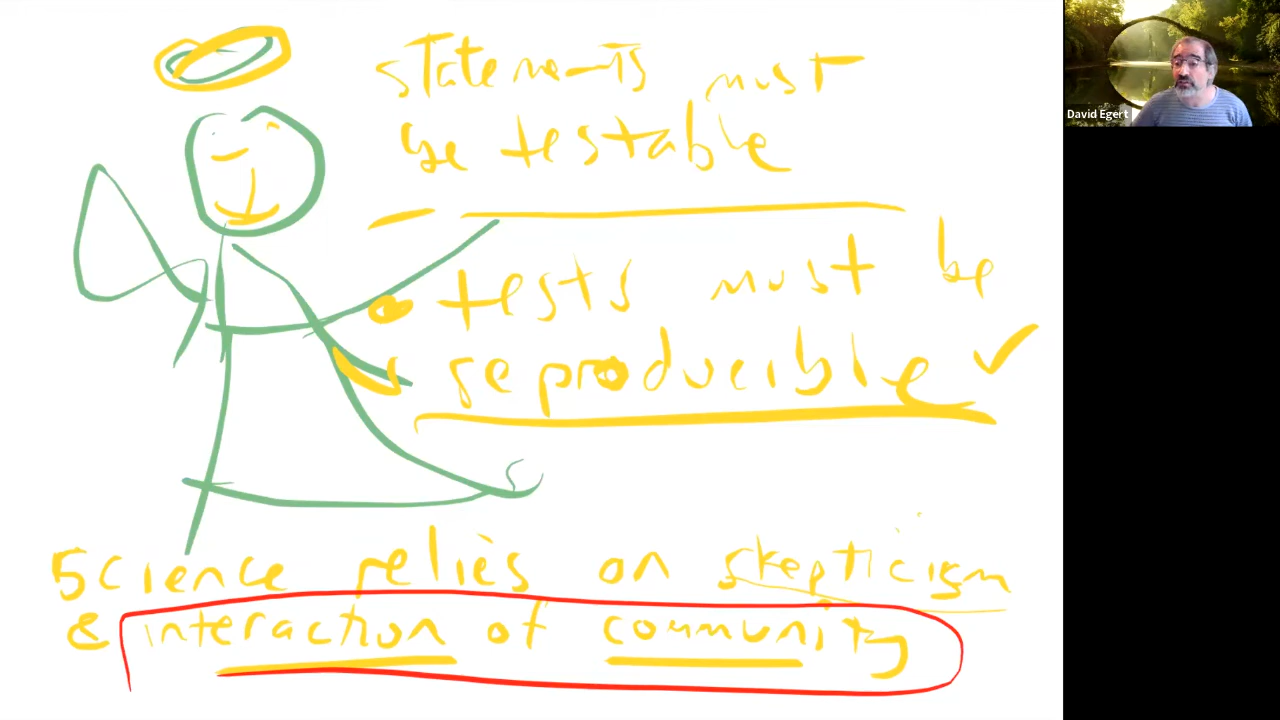 statements must
be testable
tests must be
reproducible
Science relies on skepticism
& interaction of community
David Egert